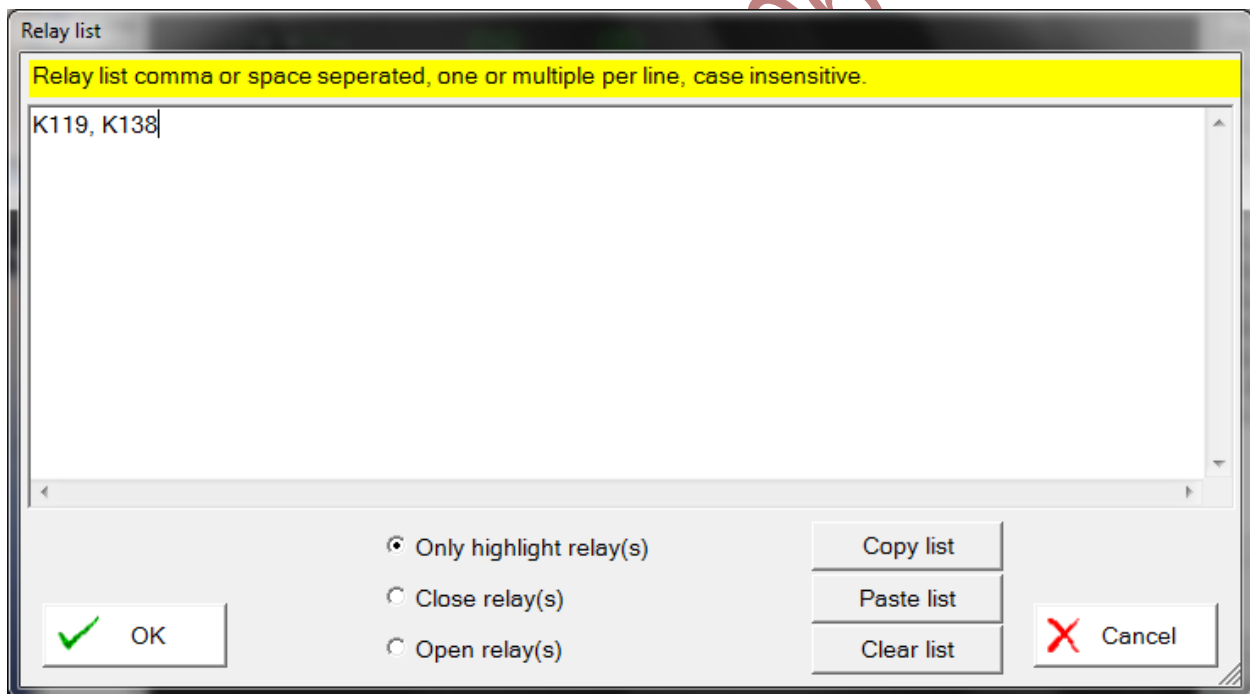 Relay list
Relay list comma or space seperated, one or multiple per line, case insensitive.
K119, K138
Only highlight relay(s)
Close relay(s)
Open relay(s)
Copy list
Paste list
Clear list
OK
Cancel